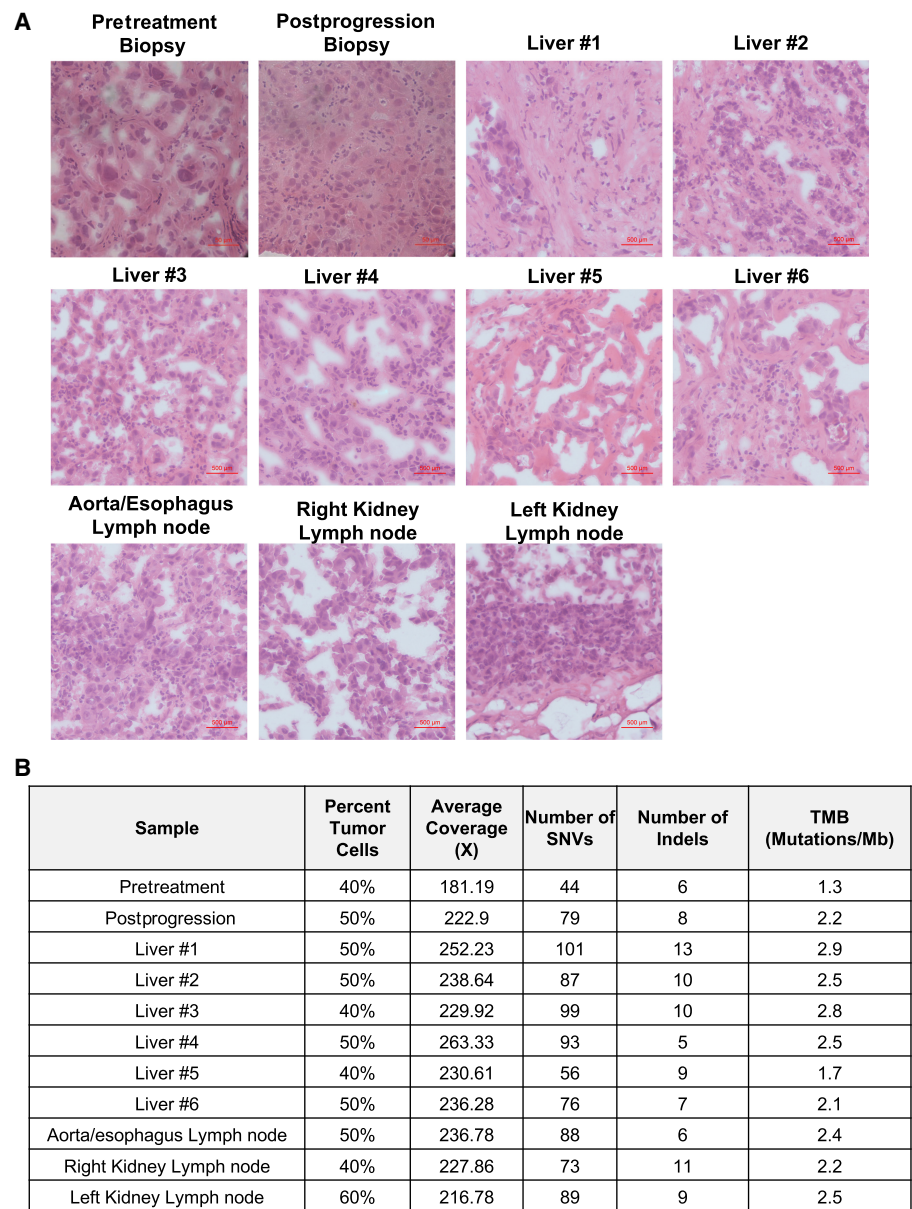 A
Pretreatment
Biopsy
Postprogression
Biopsy
Liver #1
Liver #2
500 µm
500 µm
Liver #3
Liver #4
Liver #5
Liver #6
500 µm
500 µm
500 µm
500 µm
Aorta/Esophagus
Lymph node
Right Kidney
Lymph node
Left Kidney
Lymph node
500 µm
500 µm
500 µm
B
Sample
Percent
Tumor
Cells
Average
Coverage
(X)
Number of
SNVs
Number of
Indels
TMB
(Mutations/Mb)
Pretreatment 40% 181.19 44 6 1.3
Postprogression 50% 222.9 79 8 2.2
Liver #1 50% 252.23 101 13 2.9
Liver #2 50% 238.64 87 10 2.5
Liver #3 40% 229.92 99 10 2.8
Liver #4 50% 263.33 93 5 2.5
Liver #5 40% 230.61 56 9 1.7
Liver #6 50% 236.28 76 7 2.1
Aorta/esophagus Lymph node 50% 236.78 88 6 2.4
Right Kidney Lymph node 40% 227.86 73 11 2.2
Left Kidney Lymph node 60% 216.78 89 9 2.5